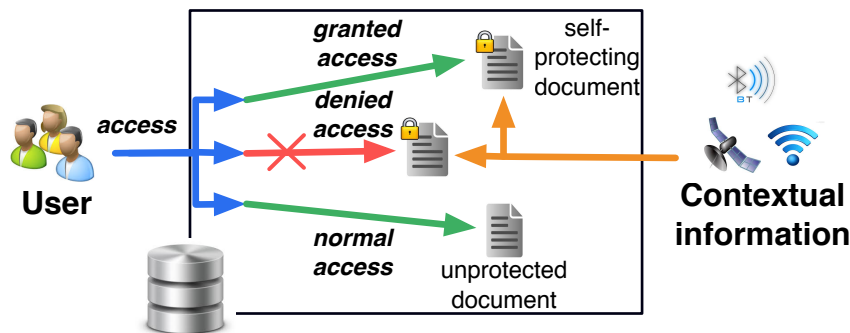 granted
access
self-
protecting
document
denied
access
access
BT
User
Contextual
information
normal
access
unprotected
document